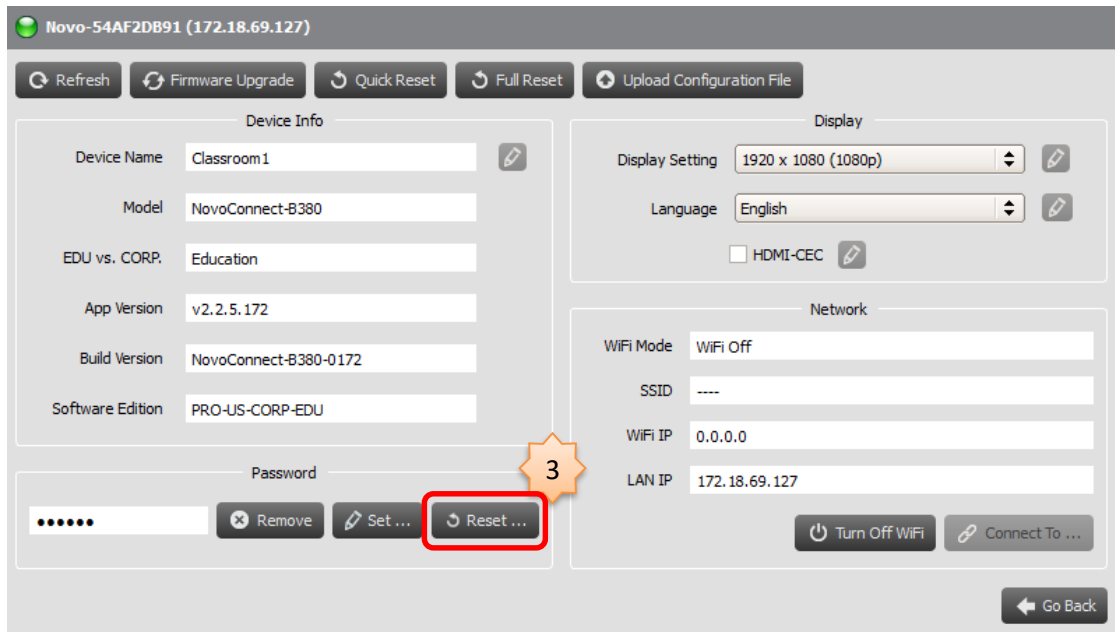 Novo-54AF2DB91 (172.18.69.127)
Refresh Firmware Upgrade Quick Reset Full Reset Upload Configuration File
Device Info
Device Name Classroom1
Model NovoConnect-B380
EDU vs. CORP. Education
App Version v2.2.5.172
Build Version NovoConnect-B380-0172
Software Edition PRO-US-CORP-EDU
Password
•••••• Remove Set ... Reset ...
3
Display
Display Setting 1920 x 1080 (1080p)
Language English
HDMI-CEC
Network
WiFi Mode WiFi Off
SSID ----
WiFi IP 0.0.0.0
LAN IP 172.18.69.127
Turn Off WiFi Connect To ...
Go Back